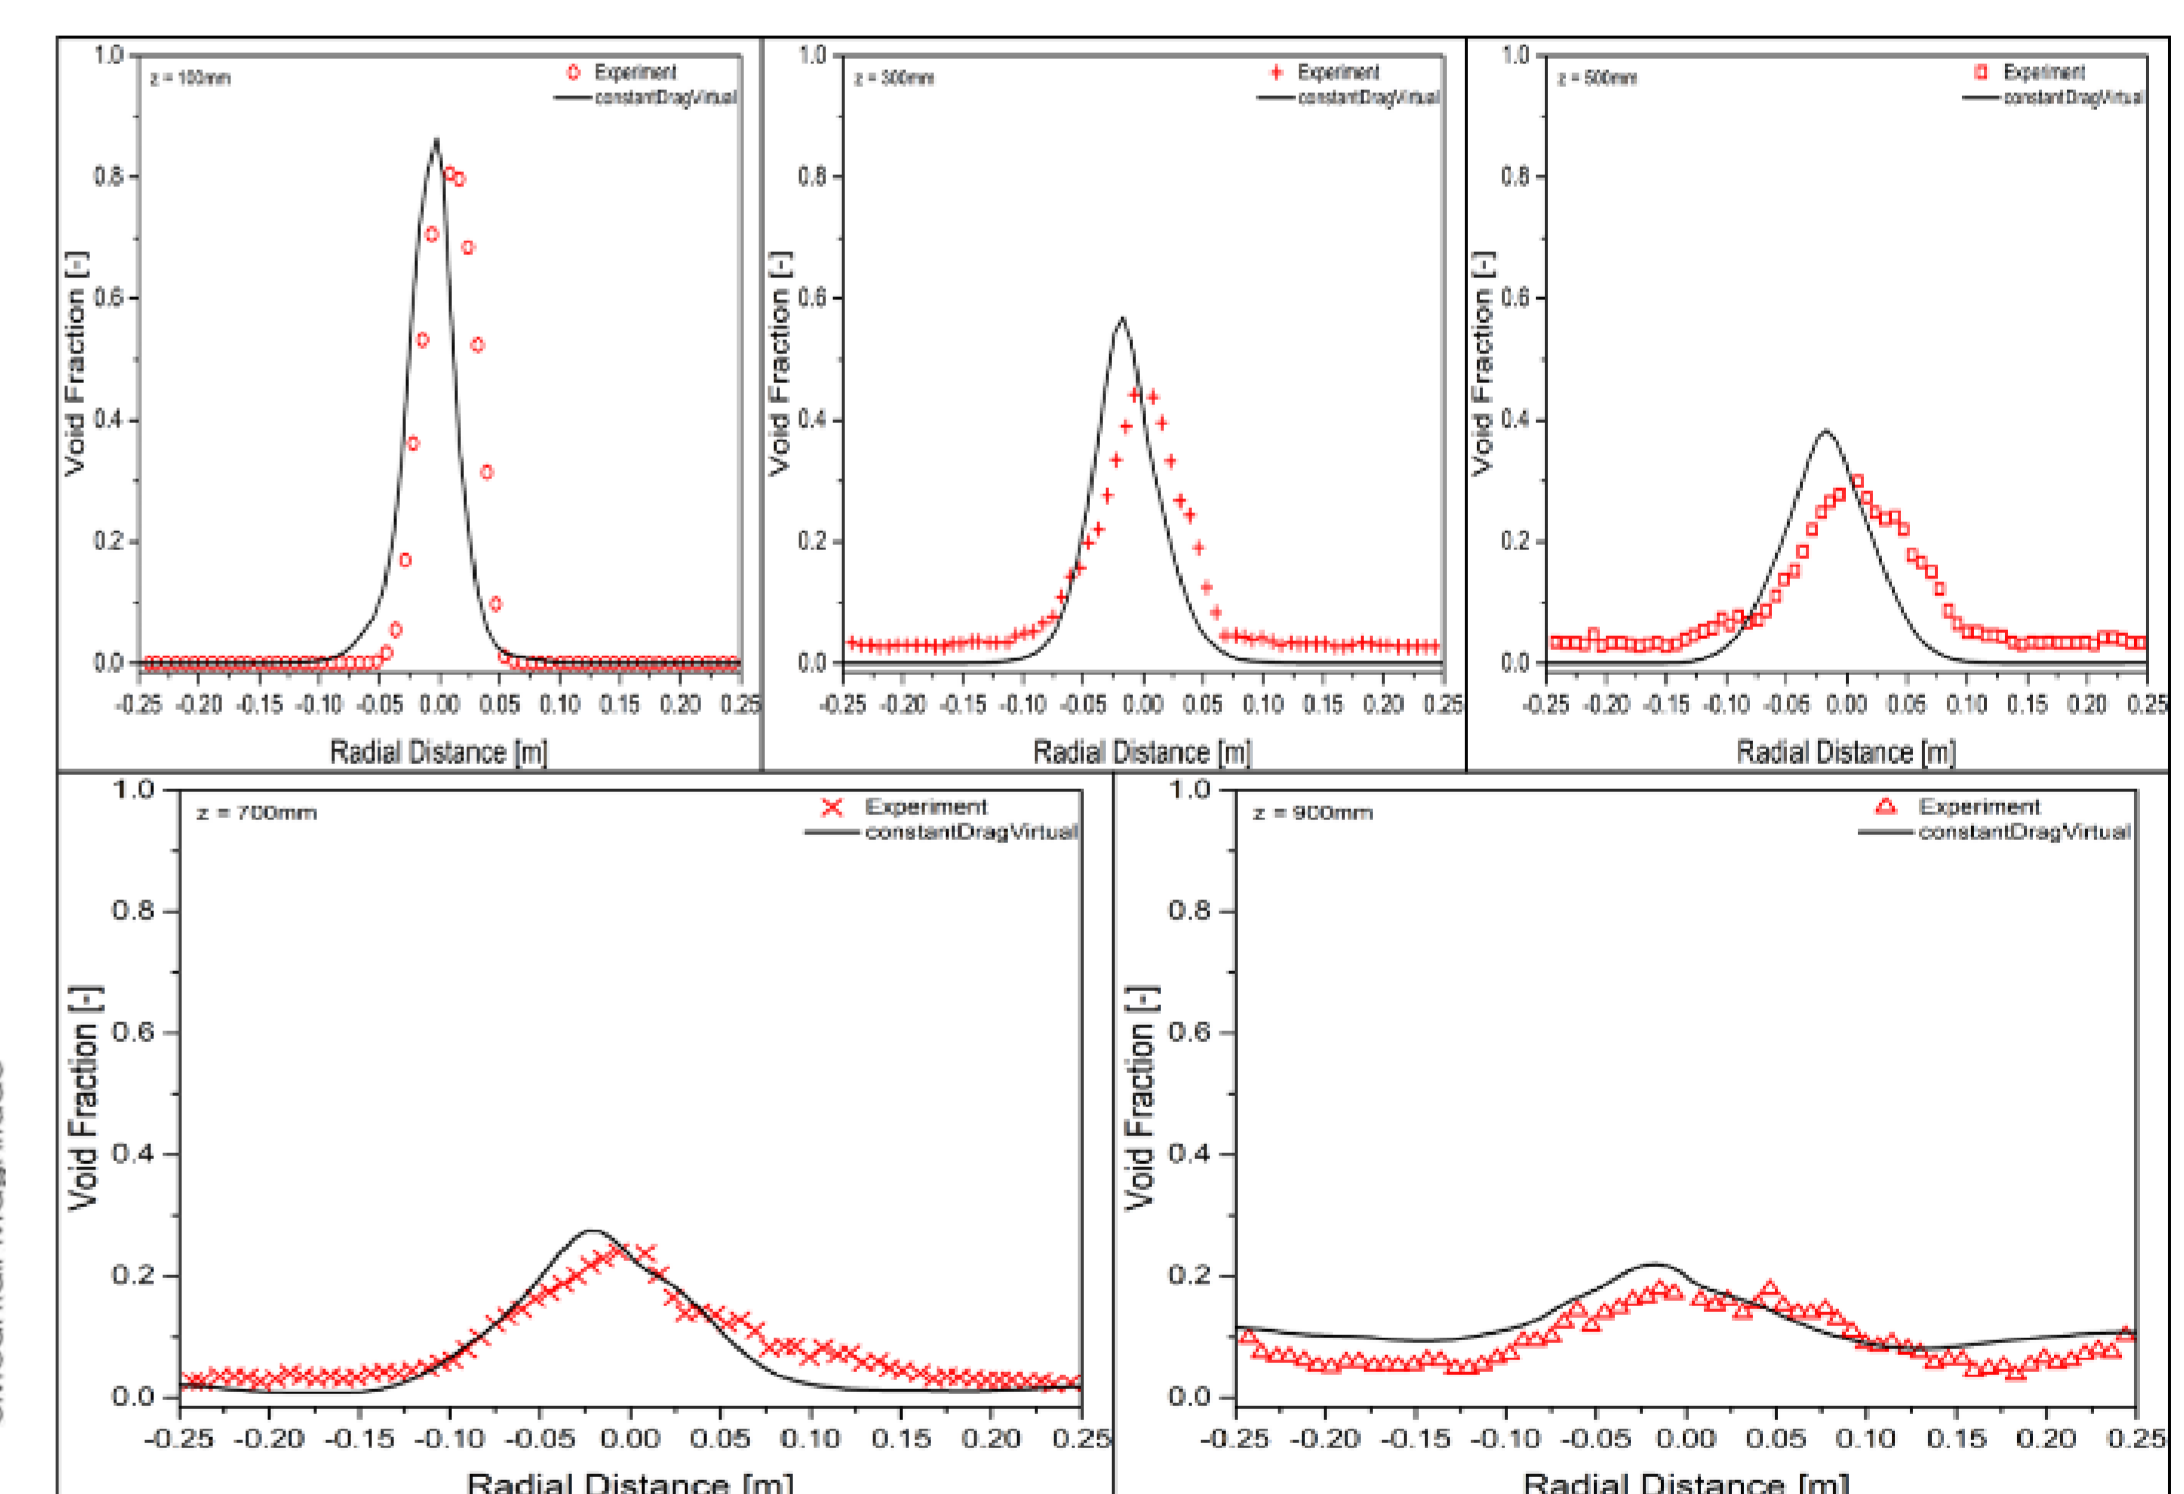 z = 100mm
Experiment
constantDragVirtual
1.0
0.8
0.6
0.4
0.2
0.0
Void Fraction [-]
-0.25 -0.20 -0.15 -0.10 -0.05 0.00 0.05 0.10 0.15 0.20 0.25
Radial Distance [m]
z = 300mm
Experiment
constantDragVirtual
1.0
0.8
0.6
0.4
0.2
0.0
Void Fraction [-]
-0.25 -0.20 -0.15 -0.10 -0.05 0.00 0.05 0.10 0.15 0.20 0.25
Radial Distance [m]
z = 500mm
Experiment
constantDragVirtual
1.0
0.8
0.6
0.4
0.2
0.0
Void Fraction [-]
-0.25 -0.20 -0.15 -0.10 -0.05 0.00 0.05 0.10 0.15 0.20 0.25
Radial Distance [m]
z = 700mm
Experiment
constantDragVirtual
1.0
0.8
0.6
0.4
0.2
0.0
Void Fraction [-]
-0.25 -0.20 -0.15 -0.10 -0.05 0.00 0.05 0.10 0.15 0.20 0.25
Radial Distance [m]
z = 900mm
Experiment
constantDragVirtual
1.0
0.8
0.6
0.4
0.2
0.0
Void Fraction [-]
-0.25 -0.20 -0.15 -0.10 -0.05 0.00 0.05 0.10 0.15 0.20 0.25
Radial Distance [m]